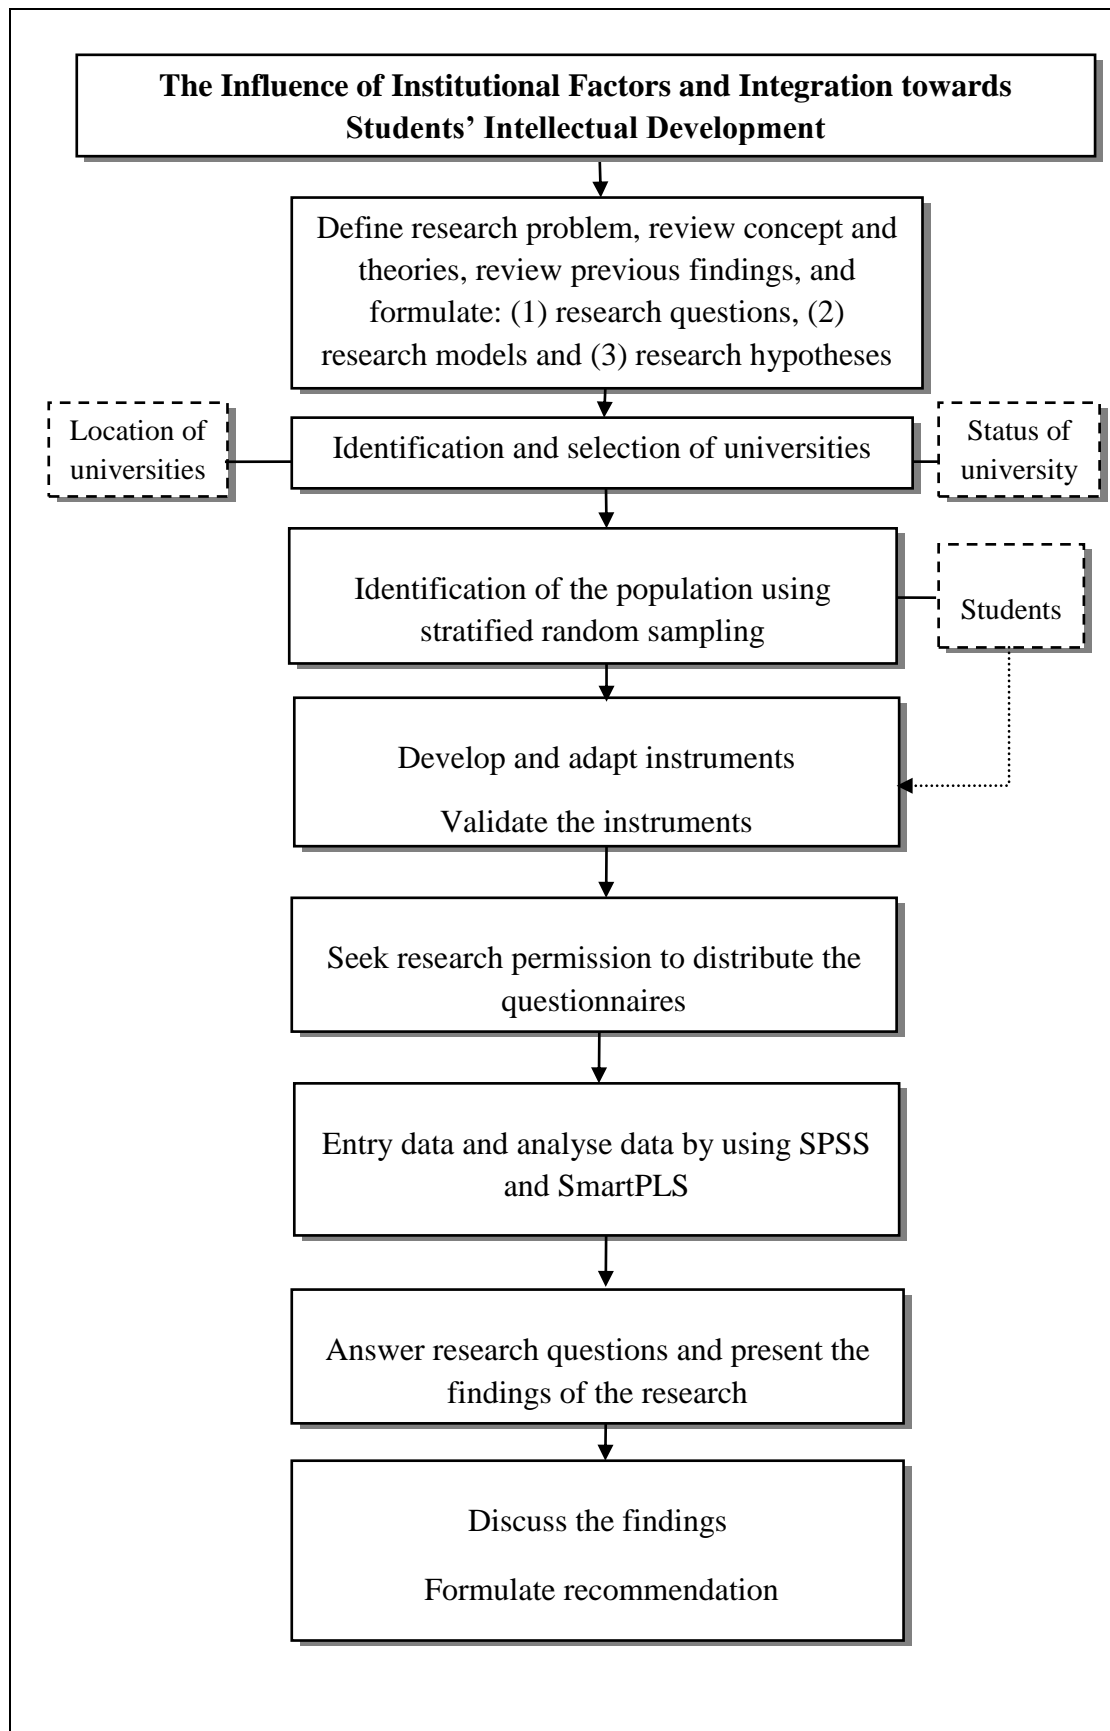 The Influence of Institutional Factors and Integration towards
Students’ Intellectual Development
Define research problem, review concept and
theories, review previous findings, and
formulate: (1) research questions, (2)
research models and (3) research hypotheses
Location of
universities
Identification and selection of universities
Status of
university
Identification of the population using
stratified random sampling
Students
Develop and adapt instruments
Validate the instruments
Seek research permission to distribute the
questionnaires
Entry data and analyse data by using SPSS
and SmartPLS
Answer research questions and present the
findings of the research
Discuss the findings
Formulate recommendation